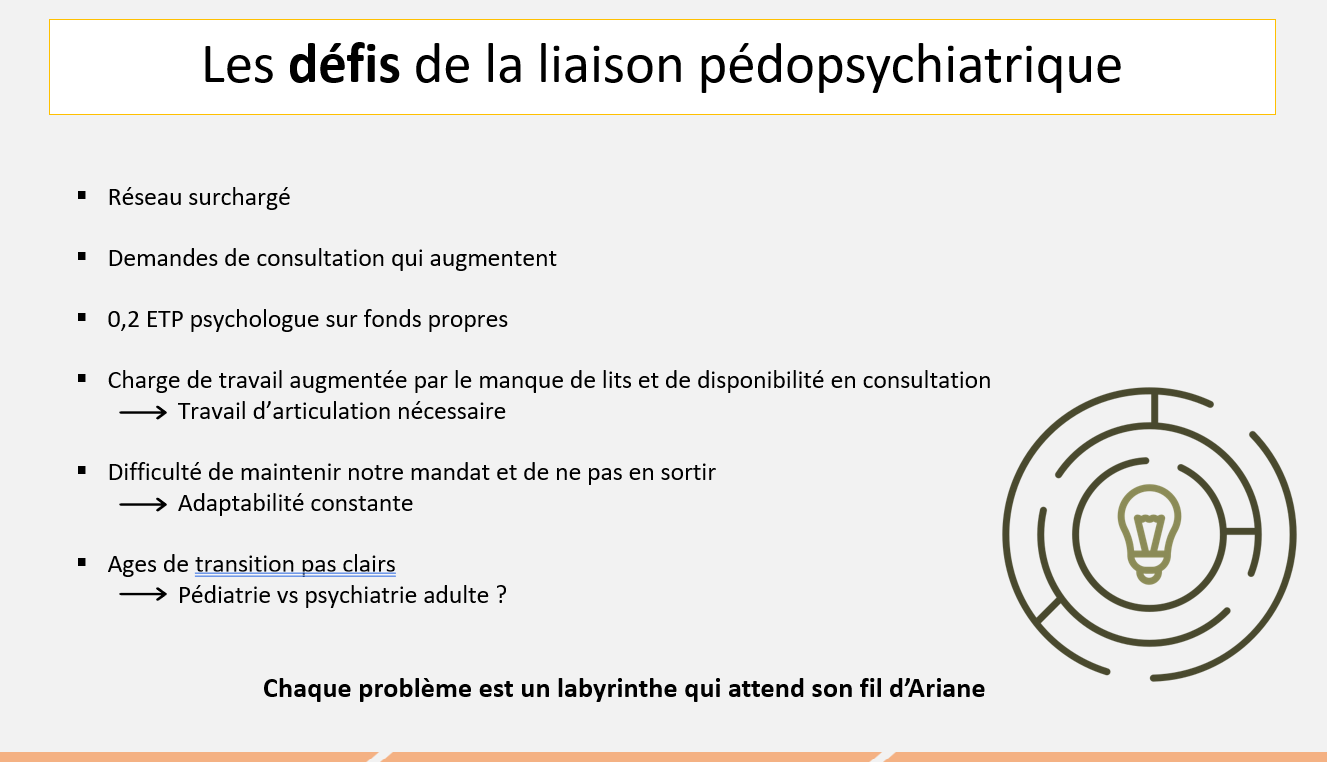 Les défis de la liaison pédopsychiatrique
▪ Réseau surchargé
▪ Demandes de consultation qui augmentent
▪ 0,2 ETP psychologue sur fonds propres
▪ Charge de travail augmentée par le manque de lits et de disponibilité en consultation
→ Travail d’articulation nécessaire
▪ Difficulté de maintenir notre mandat et de ne pas en sortir
→ Adaptabilité constante
▪ Ages de transition pas clairs
→ Pédiatrie vs psychiatrie adulte ?
Chaque problème est un labyrinthe qui attend son fil d’Ariane